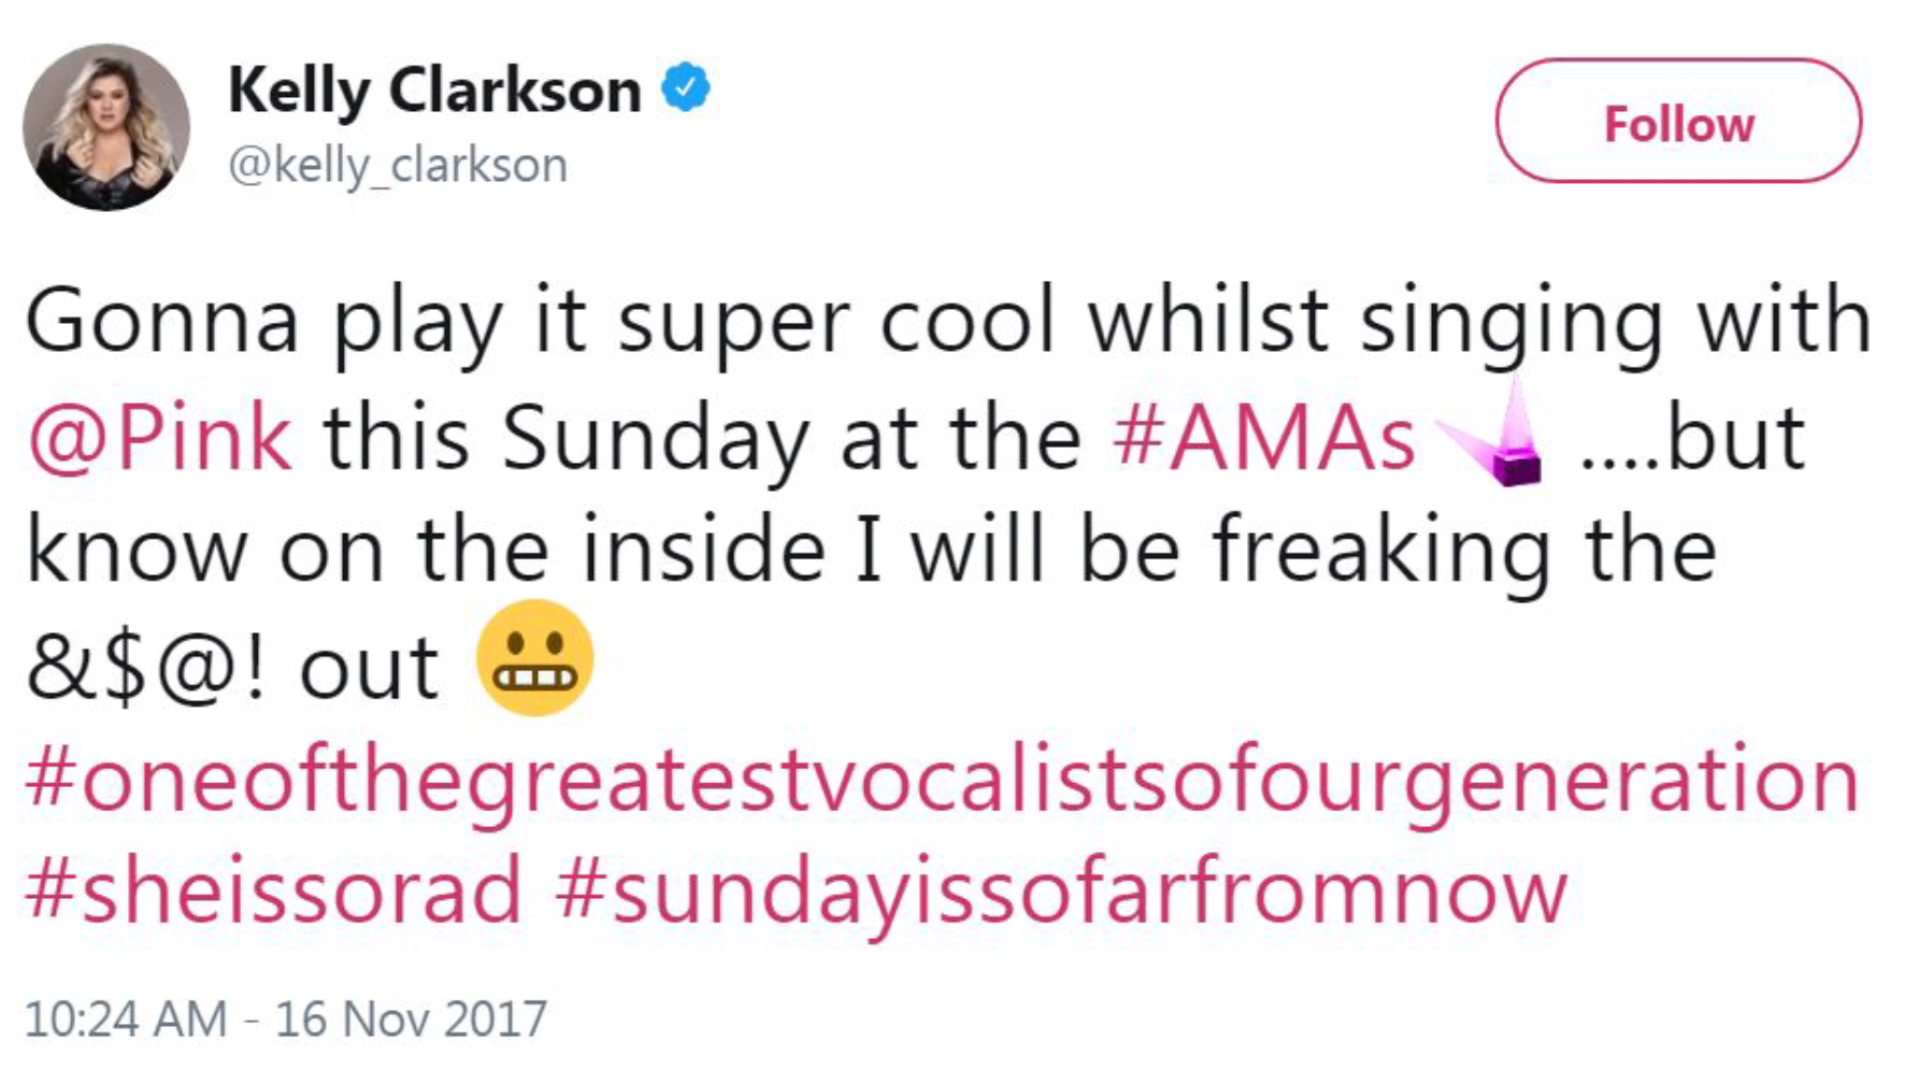 Kelly Clarkson
@kelly_clarkson
Follow
Gonna play it super cool whilst singing with
@Pink this Sunday at the #AMAs ....but
know on the inside I will be freaking the
&$@! out 😬
#oneofthegreatestvocalistsofourgeneration
#sheissorad #sundayissofarfromnow
10:24 AM - 16 Nov 2017